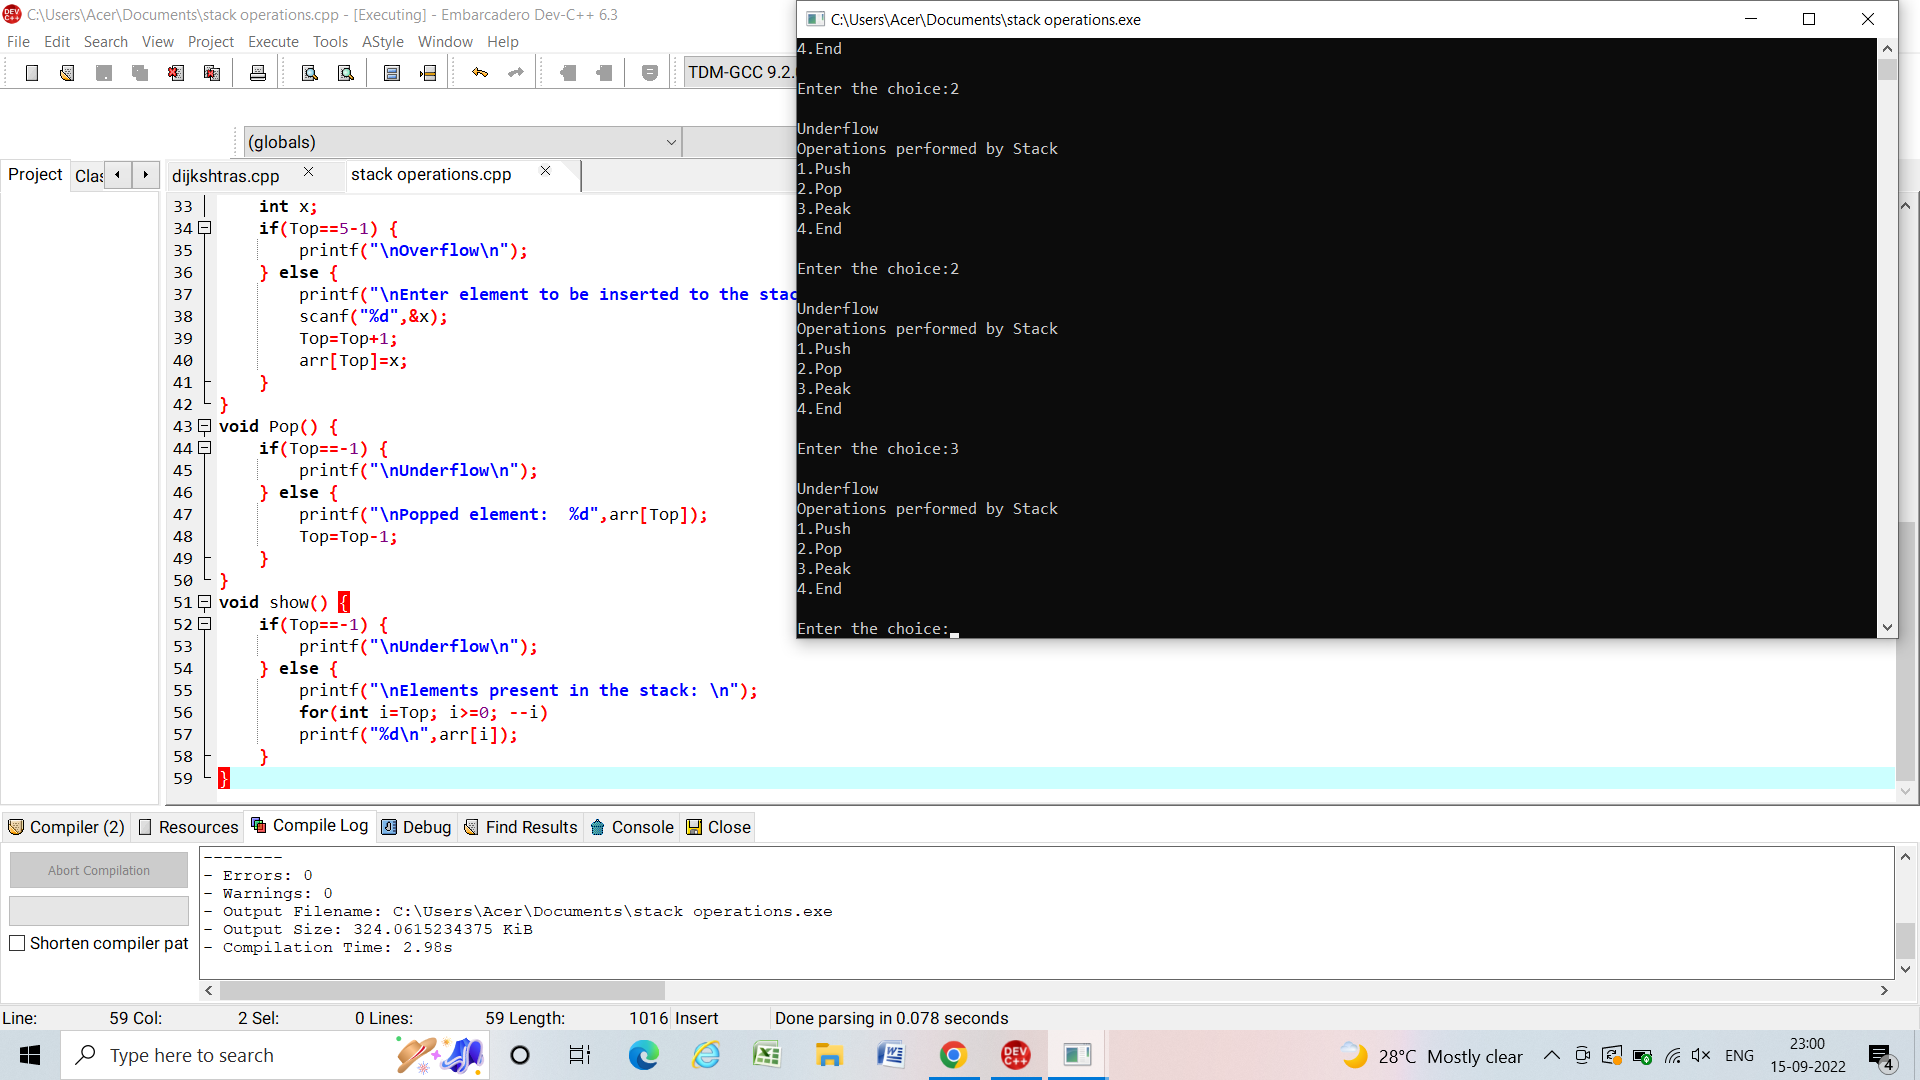 C:\Users\Acer\Documents\stack operations.cpp - [Executing] - Embarcadero Dev-C++ 6.3
File Edit Search View Project Execute Tools AStyle Window Help
TDM-GCC 9.2.
(globals)
Project Clas
dijkshtras.cpp stack operations.cpp
33 int x;
34 if(Top==5-1) {
35 printf("\nOverflow\n");
36 } else {
37 printf("\nEnter element to be inserted to the stac
38 scanf("%d",&x);
39 Top=Top+1;
40 arr[Top]=x;
41 }
42 }
43 void Pop() {
44 if(Top==-1) {
45 printf("\nUnderflow\n");
46 } else {
47 printf("\nPopped element:  %d",arr[Top]);
48 Top=Top-1;
49 }
50 }
51 void show() {
52 if(Top==-1) {
53 printf("\nUnderflow\n");
54 } else {
55 printf("\nElements present in the stack: \n");
56 for(int i=Top; i>=0; --i)
57 printf("%d\n",arr[i]);
58 }
59 }
C:\Users\Acer\Documents\stack operations.exe
4.End
Enter the choice:2
Underflow
Operations performed by Stack
1.Push
2.Pop
3.Peak
4.End
Enter the choice:2
Underflow
Operations performed by Stack
1.Push
2.Pop
3.Peak
4.End
Enter the choice:3
Underflow
Operations performed by Stack
1.Push
2.Pop
3.Peak
4.End
Enter the choice:
Compiler (2) Resources Compile Log Debug Find Results Console Close
Abort Compilation
Shorten compiler pat
--------
- Errors: 0
- Warnings: 0
- Output Filename: C:\Users\Acer\Documents\stack operations.exe
- Output Size: 324.0615234375 KiB
- Compilation Time: 2.98s
Line: 59 Col: 2 Sel: 0 Lines: 59 Length: 1016 Insert Done parsing in 0.078 seconds
Type here to search
DEV C++
28°C Mostly clear
ENG
23:00
15-09-2022
4